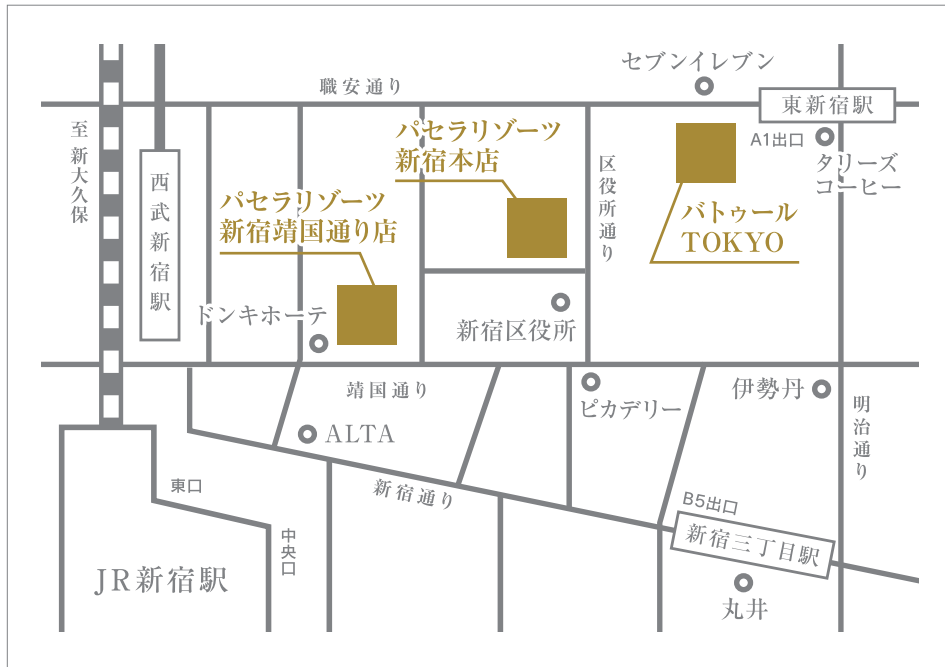 セブンイレブン
職安通り
東新宿駅
A1出口
タリーズ
コーヒー
至 新大久保
西武新宿駅
パセラリゾーツ
新宿本店
区役所通り
パセラリゾーツ
新宿靖国通り店
バトゥール
TOKYO
ドンキホーテ
新宿区役所
靖国通り
ピカデリー
伊勢丹
明治通り
ALTA
新宿通り
東口
中央口
B5出口
新宿三丁目駅
JR新宿駅
丸井